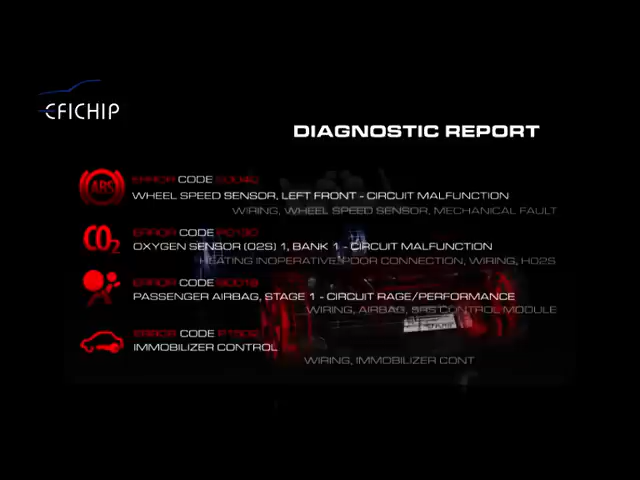 EFICHIP
DIAGNOSTIC REPORT
ABS
ERROR CODE
WHEEL SPEED SENSOR, LEFT FRONT - CIRCUIT MALFUNCTION
WIRING, WHEEL SPEED SENSOR, MECHANICAL FAULT
CO2
ERROR CODE
OXYGEN SENSOR (O2S) 1, BANK 1 - CIRCUIT MALFUNCTION
HEATING INOPERATIVE, POOR CONNECTION, WIRING, HO2S
ERROR CODE
PASSENGER AIRBAG, STAGE 1 - CIRCUIT RAGE/PERFORMANCE
WIRING, AIRBAG, SRS CONTROL MODULE
EFICHIP
ERROR CODE
IMMOBILIZER CONTROL
WIRING, IMMOBILIZER CONT